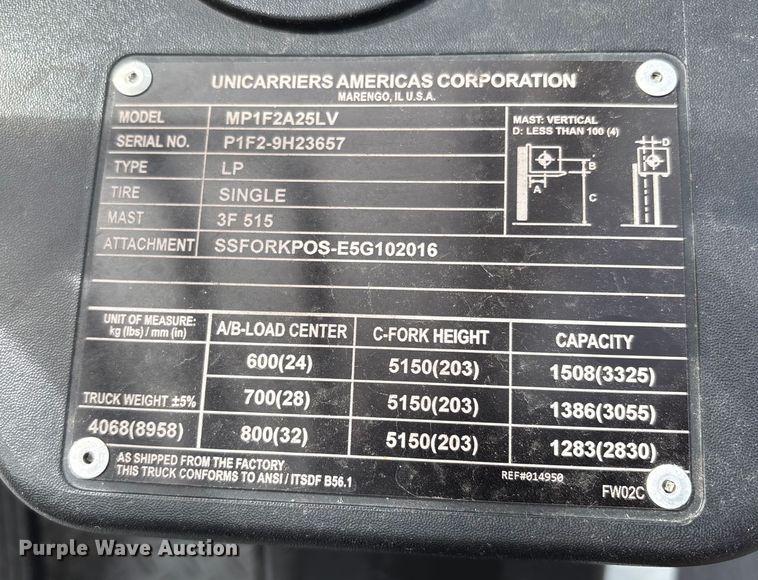 UNICARRIERS AMERICAS CORPORATION
MARENGO, IL U.S.A.
MODEL MP1F2A25LV
SERIAL NO. P1F2-9H23657
TYPE LP
TIRE SINGLE
MAST 3F 515
ATTACHMENT SSFORKPOS-E5G102016
MAST: VERTICAL
D: LESS THAN 100 (4)
D
B
A
C
UNIT OF MEASURE:
kg (lbs) / mm (in)
A/B-LOAD CENTER C-FORK HEIGHT CAPACITY
600(24) 5150(203) 1508(3325)
700(28) 5150(203) 1386(3055)
800(32) 5150(203) 1283(2830)
TRUCK WEIGHT ±5%
4068(8958)
AS SHIPPED FROM THE FACTORY
THIS TRUCK CONFORMS TO ANSI / ITSDF B56.1
REF#014950
FW02C
Purple Wave Auction